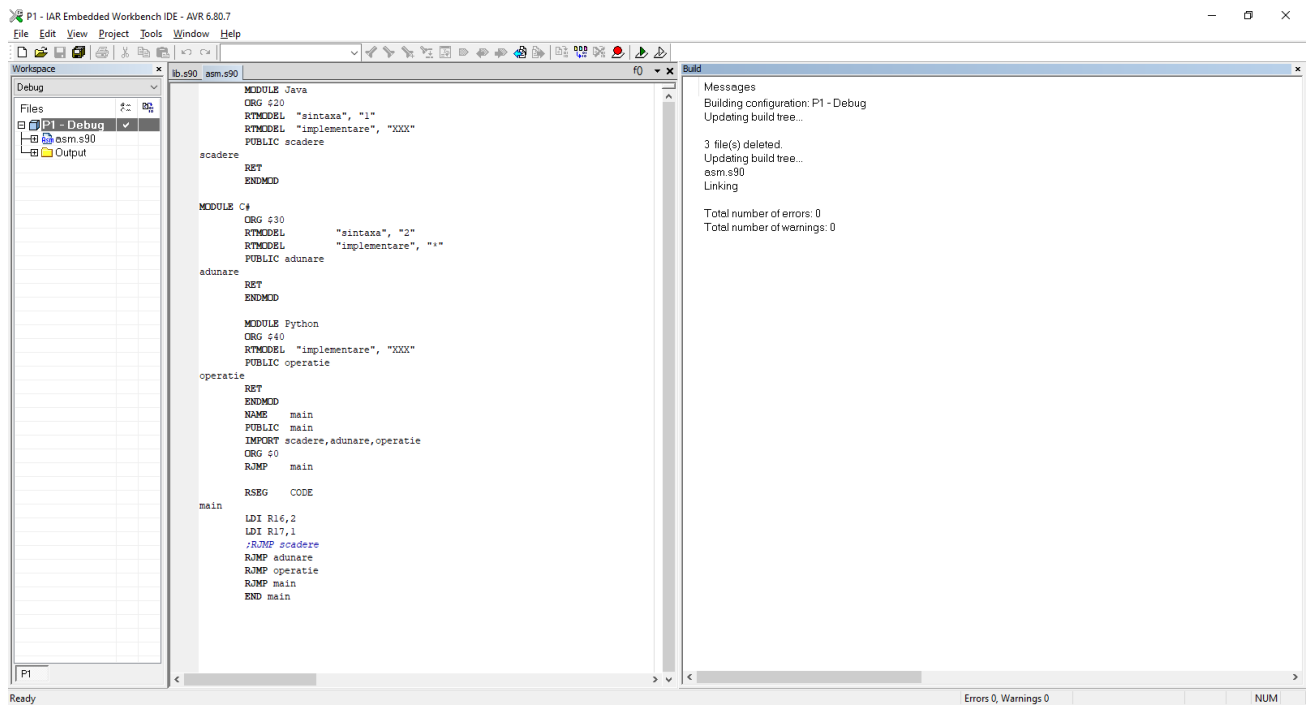 P1 - IAR Embedded Workbench IDE - AVR 6.80.7
File Edit View Project Tools Window Help
Workspace
Debug
Files
P1 - Debug
asm.s90
Output
P1
lib.s90 asm.s90 f()
MODULE Java
ORG $20
RTMODEL "sintaxa", "1"
RTMODEL "implementare", "XXX"
PUBLIC scadere
scadere
RET
ENDMOD
MODULE C#
ORG $30
RTMODEL "sintaxa", "2"
RTMODEL "implementare", "*"
PUBLIC adunare
adunare
RET
ENDMOD
MODULE Python
ORG $40
RTMODEL "implementare", "XXX"
PUBLIC operatie
operatie
RET
ENDMOD
NAME main
PUBLIC main
IMPORT scadere,adunare,operatie
ORG $0
RJMP main
RSEG CODE
main
LDI R16,2
LDI R17,1
;RJMP scadere
RJMP adunare
RJMP operatie
RJMP main
END main
Build
Messages
Building configuration: P1 - Debug
Updating build tree...
3 file(s) deleted.
Updating build tree...
asm.s90
Linking
Total number of errors: 0
Total number of warnings: 0
Ready
Errors 0, Warnings 0
NUM